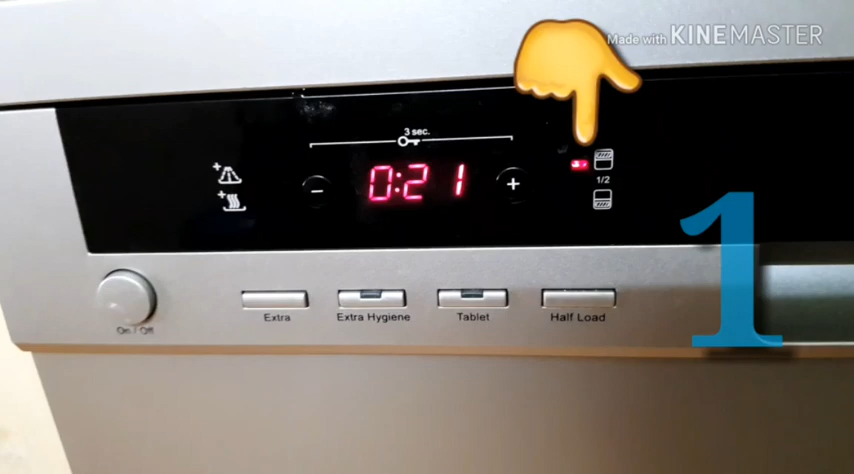 Made with KINEMASTER
3 sec.
− 0:21 +
1/2
1
On / Off
Extra
Extra Hygiene
Tablet
Half Load